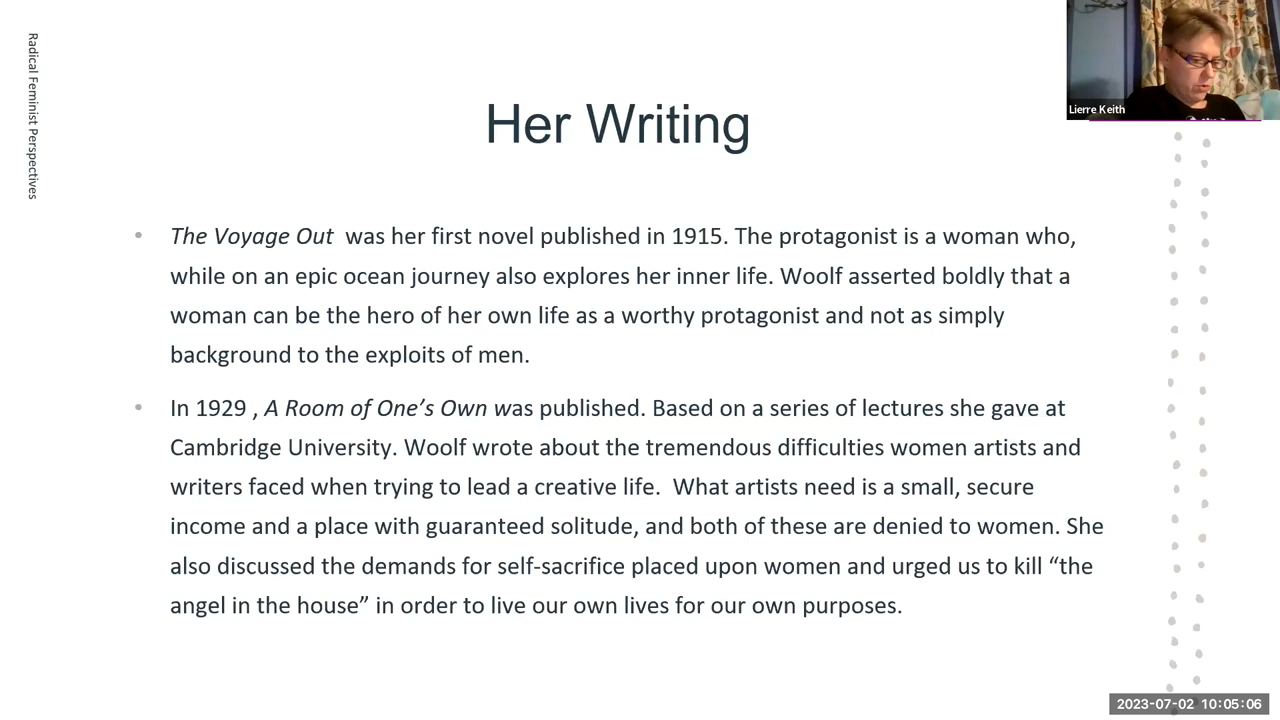 Radical Feminist Perspectives
Lierre Keith
Her Writing
• The Voyage Out  was her first novel published in 1915. The protagonist is a woman who,
while on an epic ocean journey also explores her inner life. Woolf asserted boldly that a
woman can be the hero of her own life as a worthy protagonist and not as simply
background to the exploits of men.
• In 1929 , A Room of One’s Own was published. Based on a series of lectures she gave at
Cambridge University. Woolf wrote about the tremendous difficulties women artists and
writers faced when trying to lead a creative life.  What artists need is a small, secure
income and a place with guaranteed solitude, and both of these are denied to women. She
also discussed the demands for self-sacrifice placed upon women and urged us to kill “the
angel in the house” in order to live our own lives for our own purposes.
2023-07-02 10:05:06